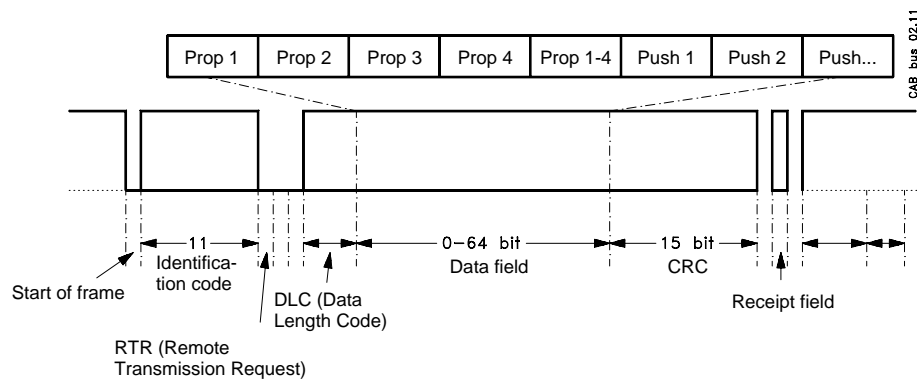 CAB bus 02.11
Prop 1 Prop 2 Prop 3 Prop 4 Prop 1-4 Push 1 Push 2 Push...
11 0-64 bit 15 bit
Identifica-
tion code
Data field
CRC
Start of frame
DLC (Data
Length Code)
Receipt field
RTR (Remote
Transmission Request)